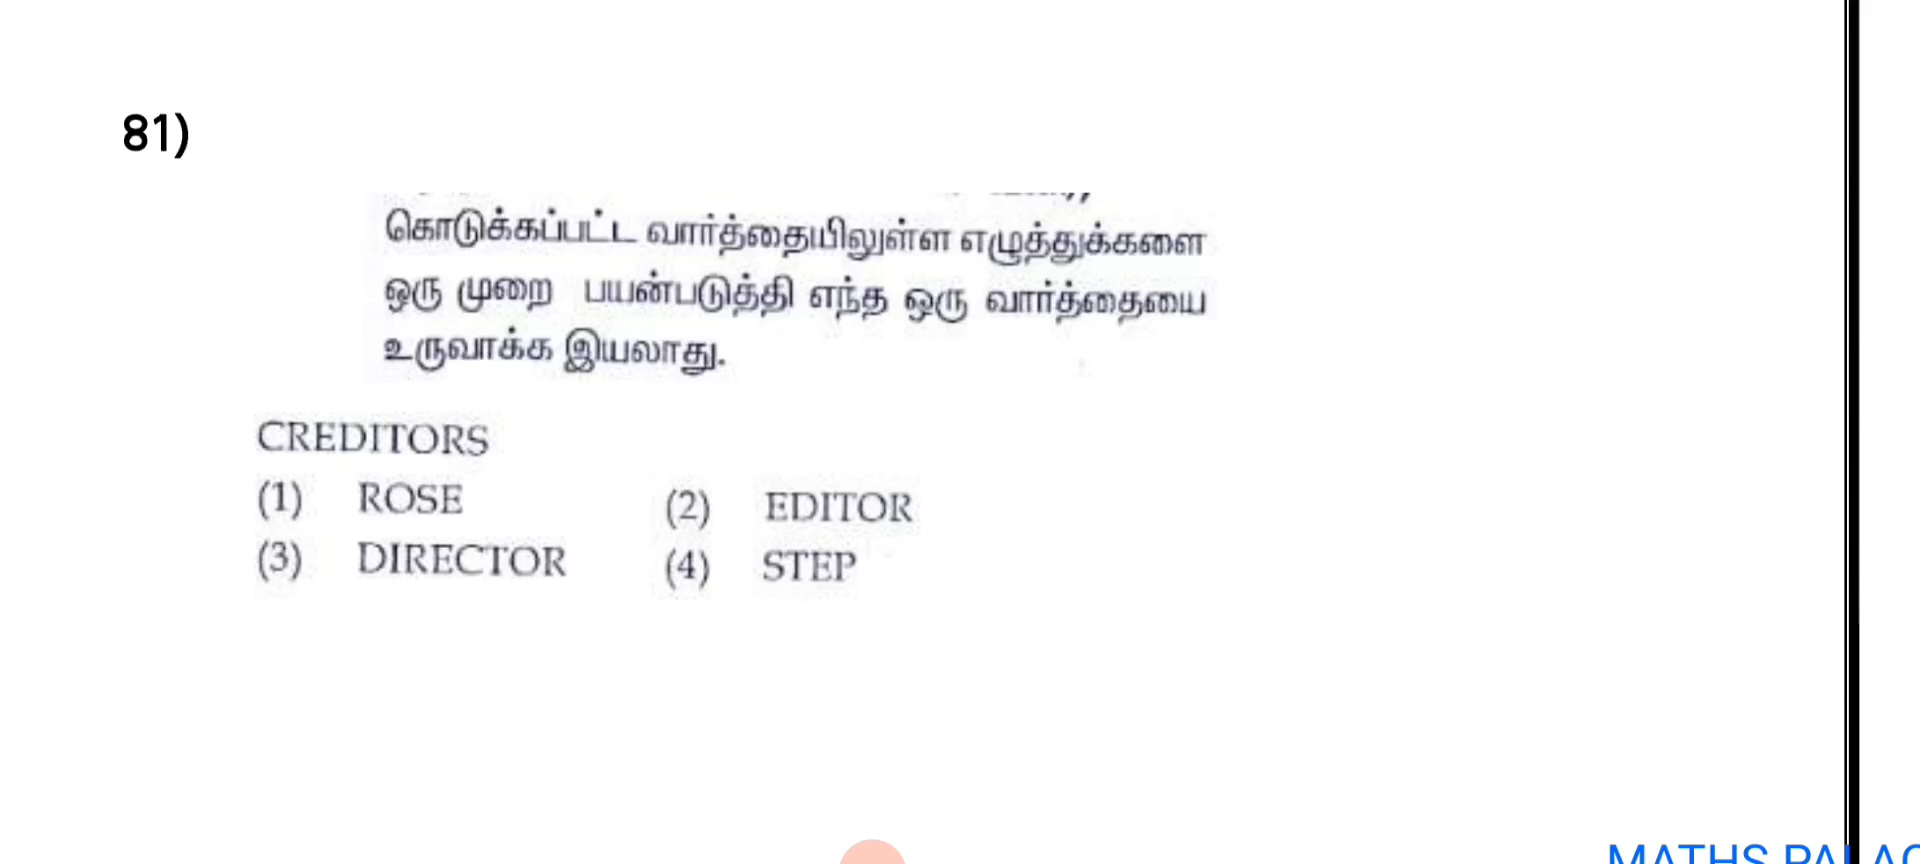 81)
கொடுக்கப்பட்ட வார்த்தையிலுள்ள எழுத்துக்களை
ஒரு முறை பயன்படுத்தி எந்த ஒரு வார்த்தையை
உருவாக்க இயலாது.
CREDITORS
(1) ROSE (2) EDITOR
(3) DIRECTOR (4) STEP
MATHS